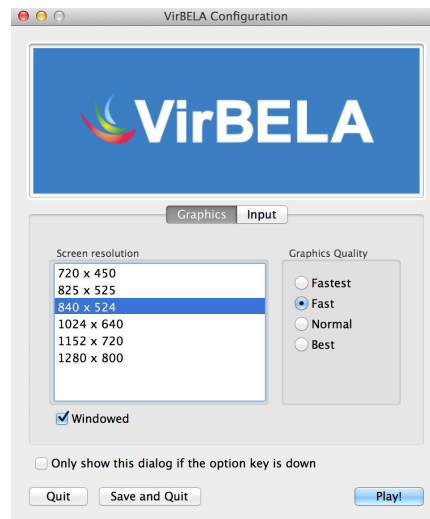 VirBELA Configuration
VirBELA
Graphics Input
Screen resolution
720 x 450
825 x 525
840 x 524
1024 x 640
1152 x 720
1280 x 800
Windowed
Graphics Quality
Fastest
Fast
Normal
Best
Only show this dialog if the option key is down
Quit Save and Quit Play!